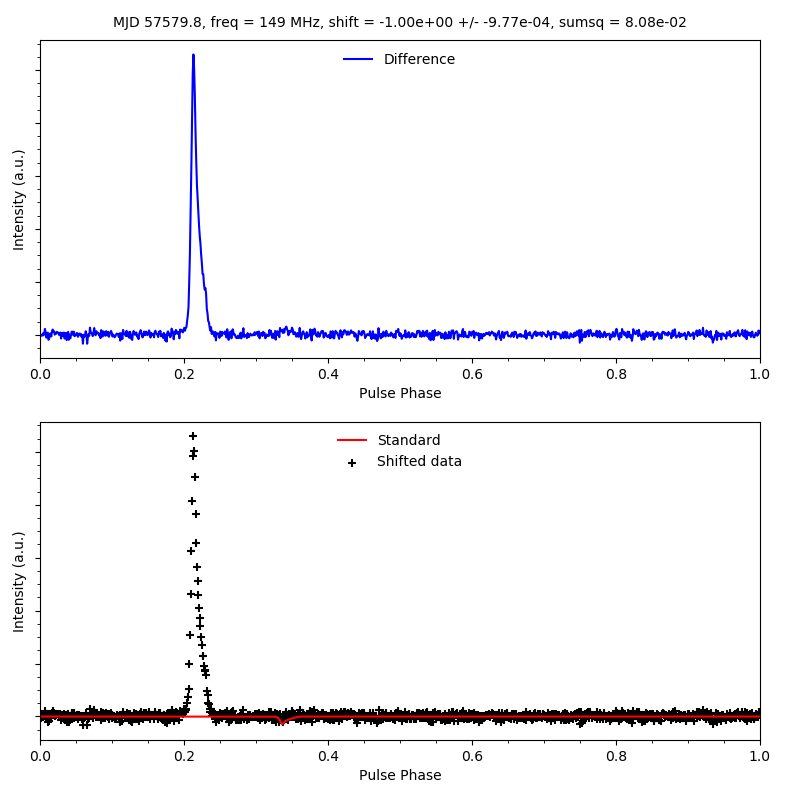 MJD 57579.8, freq = 149 MHz, shift = -1.00e+00 +/- -9.77e-04, sumsq = 8.08e-02
Difference
Intensity (a.u.)
0.0 0.2 0.4 0.6 0.8 1.0
Pulse Phase
Standard
Shifted data
Intensity (a.u.)
0.0 0.2 0.4 0.6 0.8 1.0
Pulse Phase